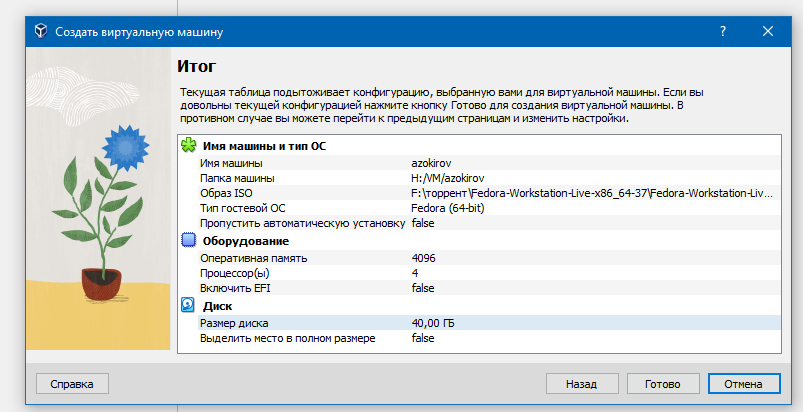 Создать виртуальную машину
?
Итог
Текущая таблица подытоживает конфигурацию, выбранную вами для виртуальной машины. Если вы
довольны текущей конфигурацией нажмите кнопку Готово для создания виртуальной машины. В
противном случае вы можете перейти к предыдущим страницам и изменить настройки.
Имя машины и тип ОС
Имя машины azokirov
Папка машины H:/VM/azokirov
Образ ISO F:\торрент\Fedora-Workstation-Live-x86_64-37\Fedora-Workstation-Liv...
Тип гостевой ОС Fedora (64-bit)
Пропустить автоматическую установку false
Оборудование
Оперативная память 4096
Процессор(ы) 4
Включить EFI false
Диск
Размер диска 40,00 ГБ
Выделить место в полном размере false
Справка Назад Готово Отмена